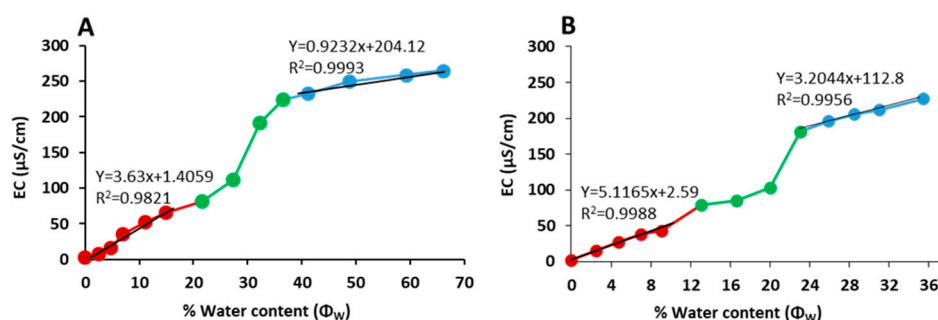 A
EC (µS/cm)
300
250
200
150
100
50
0
Y=0.9232x+204.12
R²=0.9993
Y=3.63x+1.4059
R²=0.9821
0 10 20 30 40 50 60 70
% Water content (Φw)
B
EC (µS/cm)
300
250
200
150
100
50
0
Y=3.2044x+112.8
R²=0.9956
Y=5.1165x+2.59
R²=0.9988
0 4 8 12 16 20 24 28 32 36
% Water content (Φw)